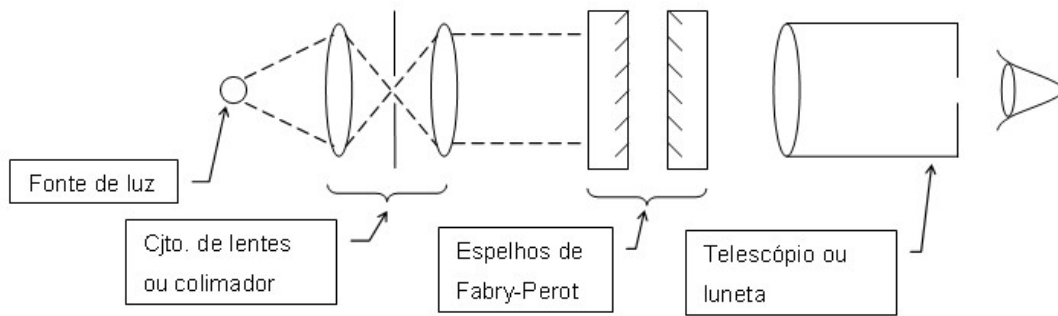 Fonte de luz
Cjto. de lentes
ou colimador
Espelhos de
Fabry-Perot
Telescópio ou
luneta